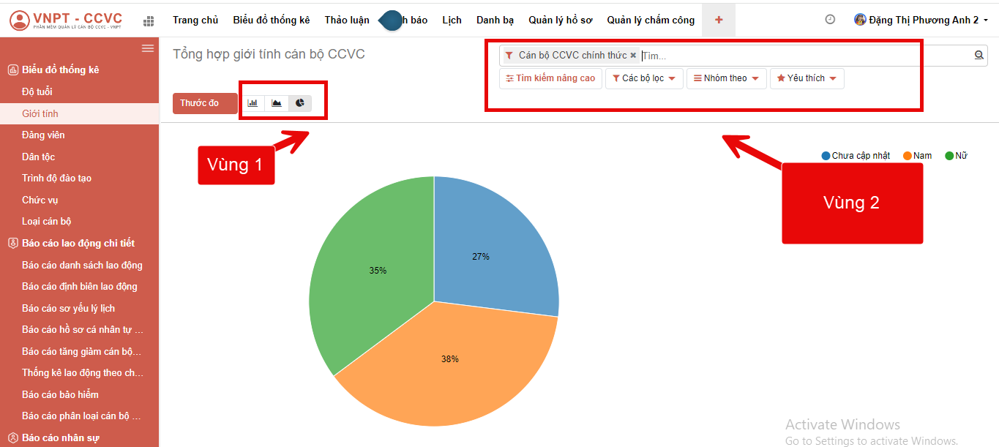 VNPT - CCVC
PHẦN MỀM QUẢN LÝ CÁN BỘ CCVC - VNPT
Trang chủ
Biểu đồ thống kê
Thảo luận
h báo
Lịch
Danh bạ
Quản lý hồ sơ
Quản lý chấm công
+
Đặng Thị Phương Anh 2
Biểu đồ thống kê
Độ tuổi
Giới tính
Đảng viên
Dân tộc
Trình độ đào tạo
Chức vụ
Loại cán bộ
Báo cáo lao động chi tiết
Báo cáo danh sách lao động
Báo cáo định biên lao động
Báo cáo sơ yếu lý lịch
Báo cáo hồ sơ cá nhân tự ...
Báo cáo tăng giảm cán bộ...
Thống kê lao động theo ch...
Báo cáo bảo hiểm
Báo cáo phân loại cán bộ ...
Báo cáo nhân sự
Tổng hợp giới tính cán bộ CCVC
Cán bộ CCVC chính thức
Tìm...
Tìm kiếm nâng cao
Các bộ lọc
Nhóm theo
Yêu thích
Thước đo
Vùng 1
Vùng 2
Chưa cập nhật
Nam
Nữ
27%
35%
38%
Activate Windows
Go to Settings to activate Windows.